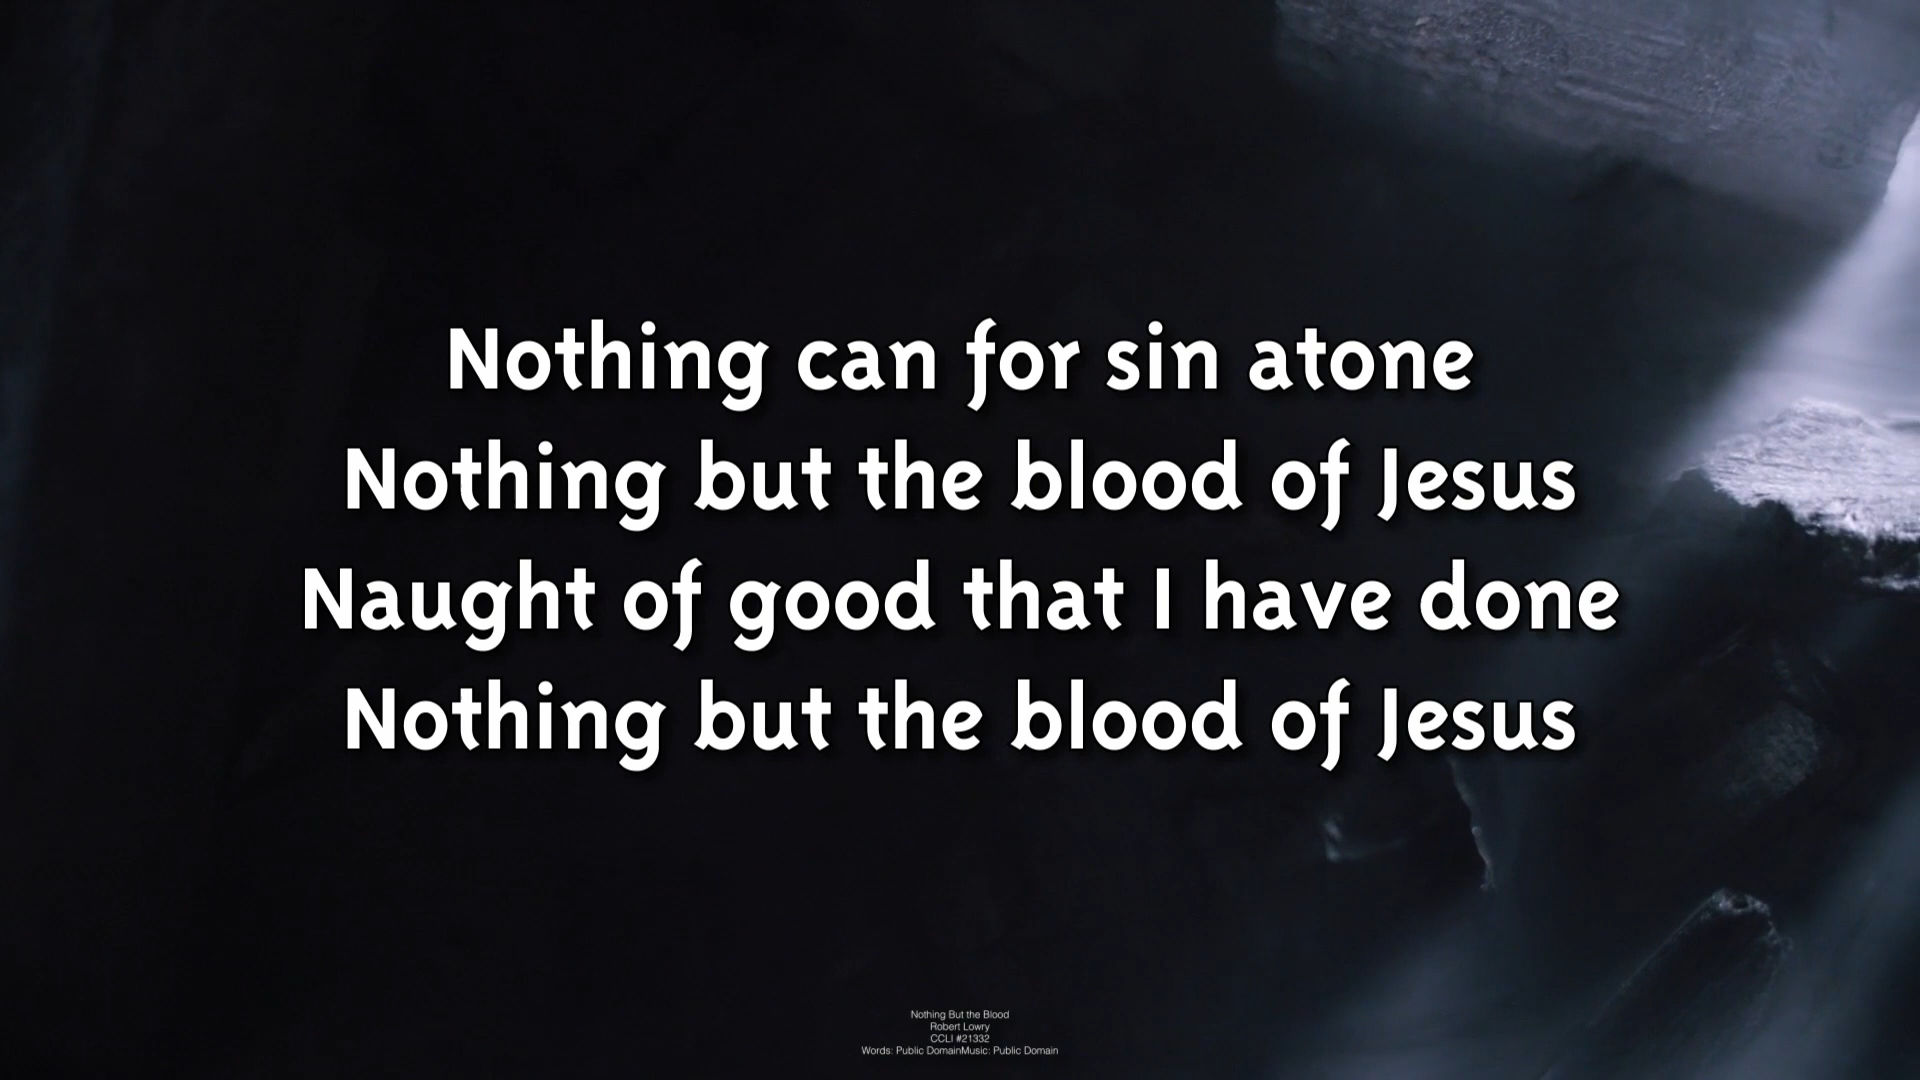 Nothing can for sin atone
Nothing but the blood of Jesus
Naught of good that I have done
Nothing but the blood of Jesus
Nothing But the Blood
Robert Lowry
CCLI #21332
Words: Public DomainMusic: Public Domain